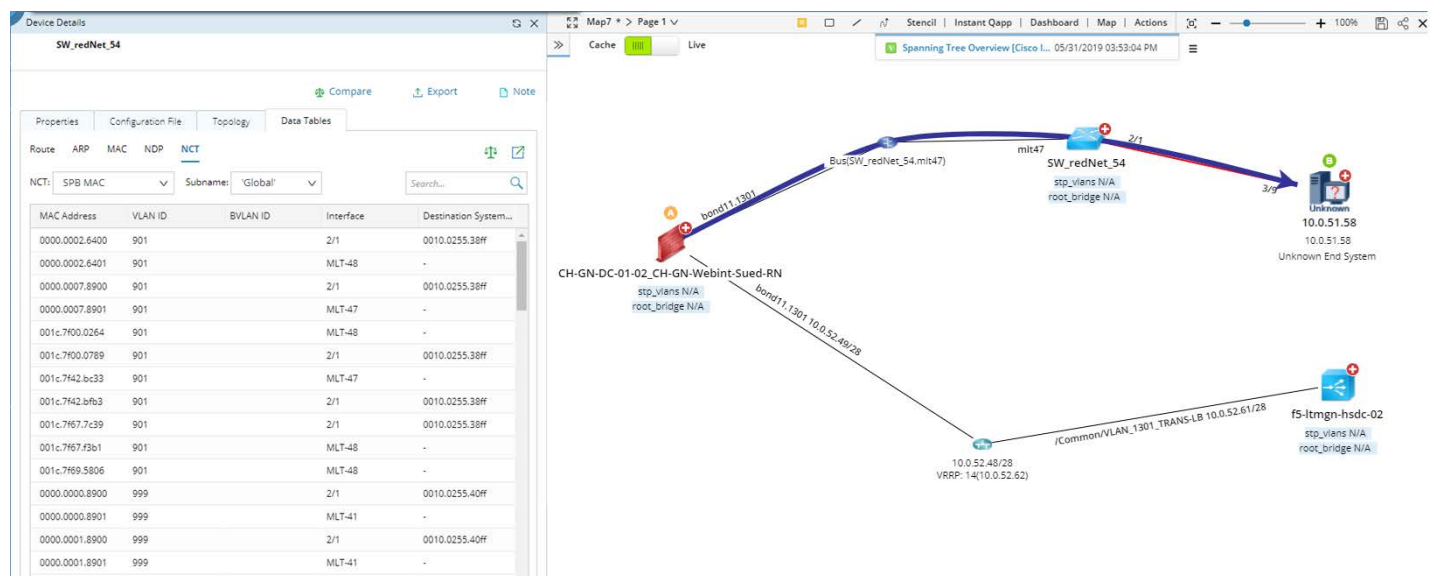 Device Details
SW_redNet_54
Compare Export Note
Properties Configuration File Topology Data Tables
Route ARP MAC NDP NCT
NCT: SPB MAC Subname: 'Global' Search...
MAC Address VLAN ID BVLAN ID Interface Destination System...
0000.0002.6400 901 2/1 0010.0255.38ff
0000.0002.6401 901 MLT-48 -
0000.0007.8900 901 2/1 0010.0255.38ff
0000.0007.8901 901 MLT-47 -
001c.7f00.0264 901 MLT-48 -
001c.7f00.0789 901 2/1 0010.0255.38ff
001c.7f42.bc33 901 MLT-47 -
001c.7f42.bfb3 901 2/1 0010.0255.38ff
001c.7f67.7c39 901 2/1 0010.0255.38ff
001c.7f67.f3b1 901 MLT-48 -
001c.7f69.5806 901 MLT-48 -
0000.0000.8900 999 2/1 0010.0255.40ff
0000.0000.8901 999 MLT-41 -
0000.0001.8900 999 2/1 0010.0255.40ff
0000.0001.8901 999 MLT-41 -
Map7 * > Page 1
Stencil | Instant Qapp | Dashboard | Map | Actions
100%
Cache Live
Spanning Tree Overview [Cisco I... 05/31/2019 03:53:04 PM
Bus(SW_redNet_54.mlt47)
mlt47
2/1
SW_redNet_54
stp_vlans N/A
root_bridge N/A
B
3/9
Unknown
10.0.51.58
10.0.51.58
Unknown End System
bond11.1301
A
CH-GN-DC-01-02_CH-GN-Webint-Sued-RN
stp_vlans N/A
root_bridge N/A
bond11.1301 10.0.52.49/28
10.0.52.48/28
VRRP: 14(10.0.52.62)
/Common/VLAN_1301_TRANS-LB 10.0.52.61/28
f5-ltmgn-hsdc-02
stp_vlans N/A
root_bridge N/A